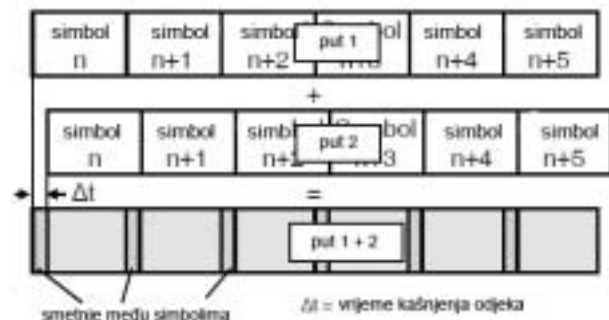 simbol simbol simbol put 1 simbol simbol
n n+1 n+2 n+4 n+5
+
simbol simbol put 2 simbol simbol
n n+1 n+3 n+4 n+5
Δt =
put 1 + 2
smetnje među simbolima
Δt = vrijeme kašnjenja odjeka